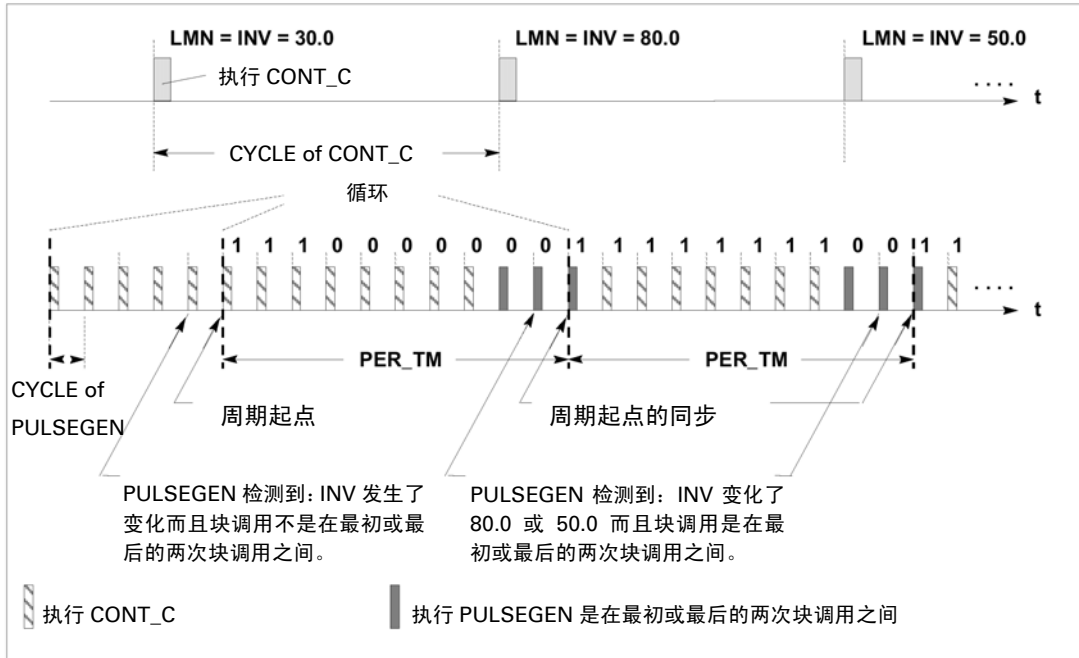 LMN = INV = 30.0 LMN = INV = 80.0 LMN = INV = 50.0
执行 CONT_C
....
t
CYCLE of CONT_C
循环
1 1 1 0 0 0 0 0 0 0 1 1 1 1 1 1 1 1 0 0 1 1
....
t
PER_TM PER_TM
CYCLE of
PULSEGEN
周期起点
周期起点的同步
PULSEGEN 检测到：INV 发生了
变化而且块调用不是在最初或最
后的两次块调用之间。
PULSEGEN 检测到：INV 变化了
80.0 或 50.0 而且块调用是在最
初或最后的两次块调用之间。
执行 CONT_C
执行 PULSEGEN 是在最初或最后的两次块调用之间